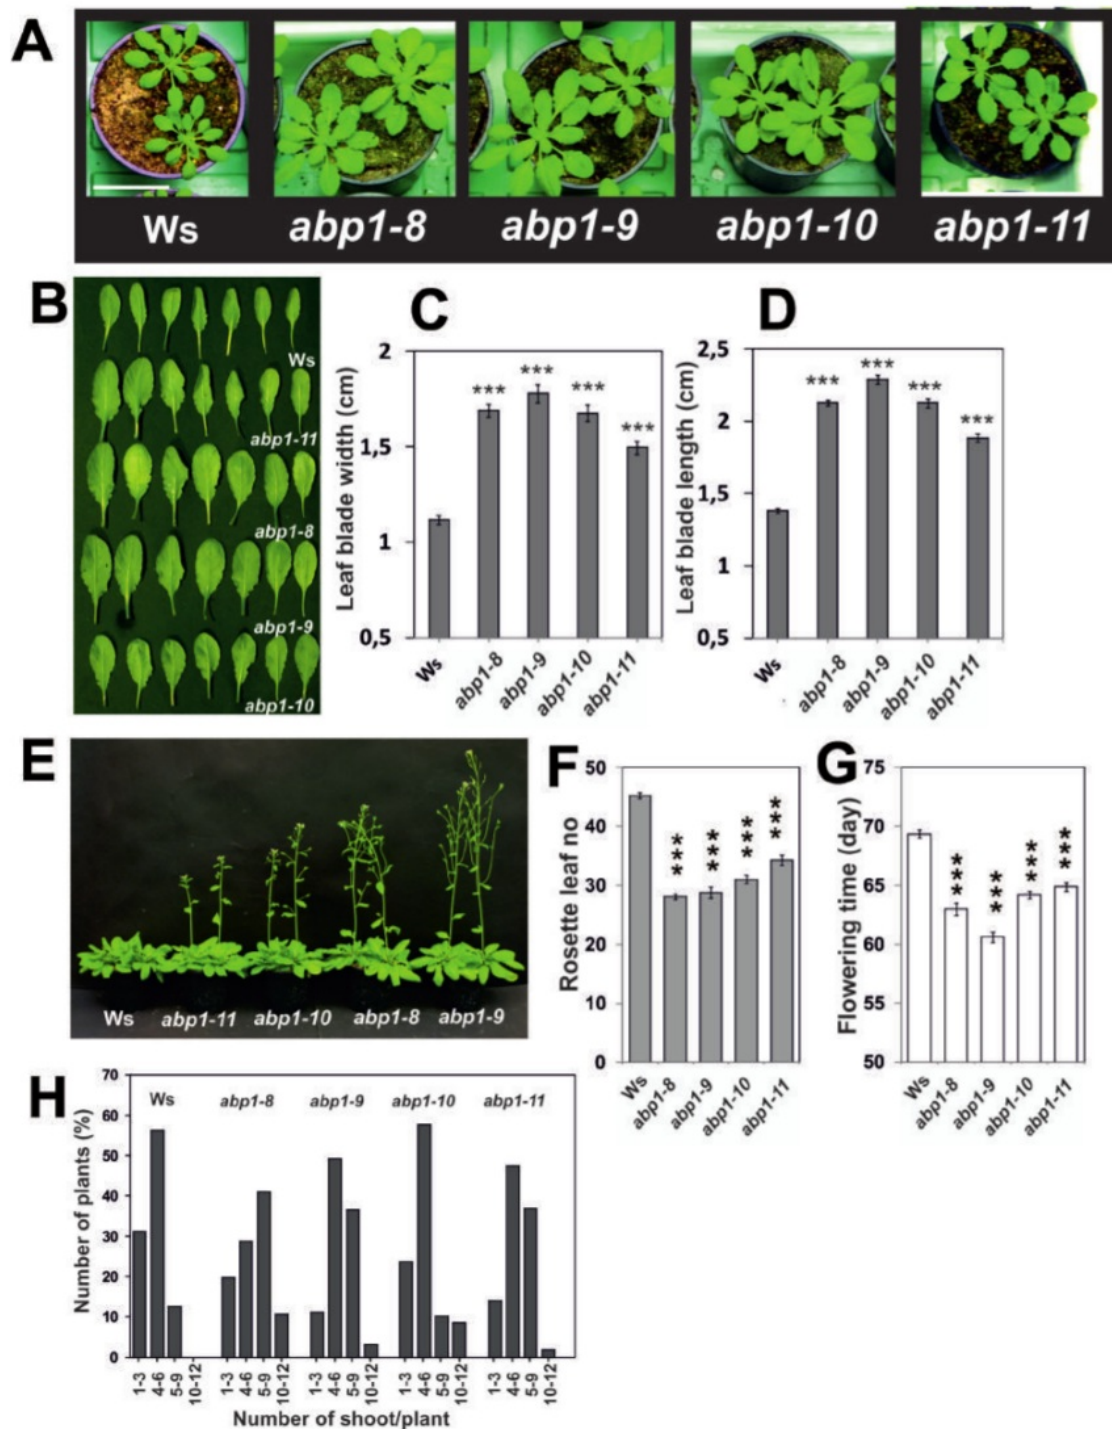 A
Ws abp1-8 abp1-9 abp1-10 abp1-11
B
Ws
abp1-11
abp1-8
abp1-9
abp1-10
C
Leaf blade width (cm)
2
1,5
1
0,5
***
***
***
***
Ws abp1-8 abp1-9 abp1-10 abp1-11
D
Leaf blade length (cm)
2,5
2
1,5
1
0,5
***
***
***
***
Ws abp1-8 abp1-9 abp1-10 abp1-11
E
Ws abp1-11 abp1-10 abp1-8 abp1-9
F
Rosette leaf no
50
40
30
20
10
0
***
***
***
***
Ws abp1-8 abp1-9 abp1-10 abp1-11
G
Flowering time (day)
75
70
65
60
55
50
***
***
***
***
Ws abp1-8 abp1-9 abp1-10 abp1-11
H
Number of plants (%)
70
60
50
40
30
20
10
0
Ws abp1-8 abp1-9 abp1-10 abp1-11
1-3 4-6 5-9 10-12 1-3 4-6 5-9 10-12 1-3 4-6 5-9 10-12 1-3 4-6 5-9 10-12 1-3 4-6 5-9 10-12
Number of shoot/plant